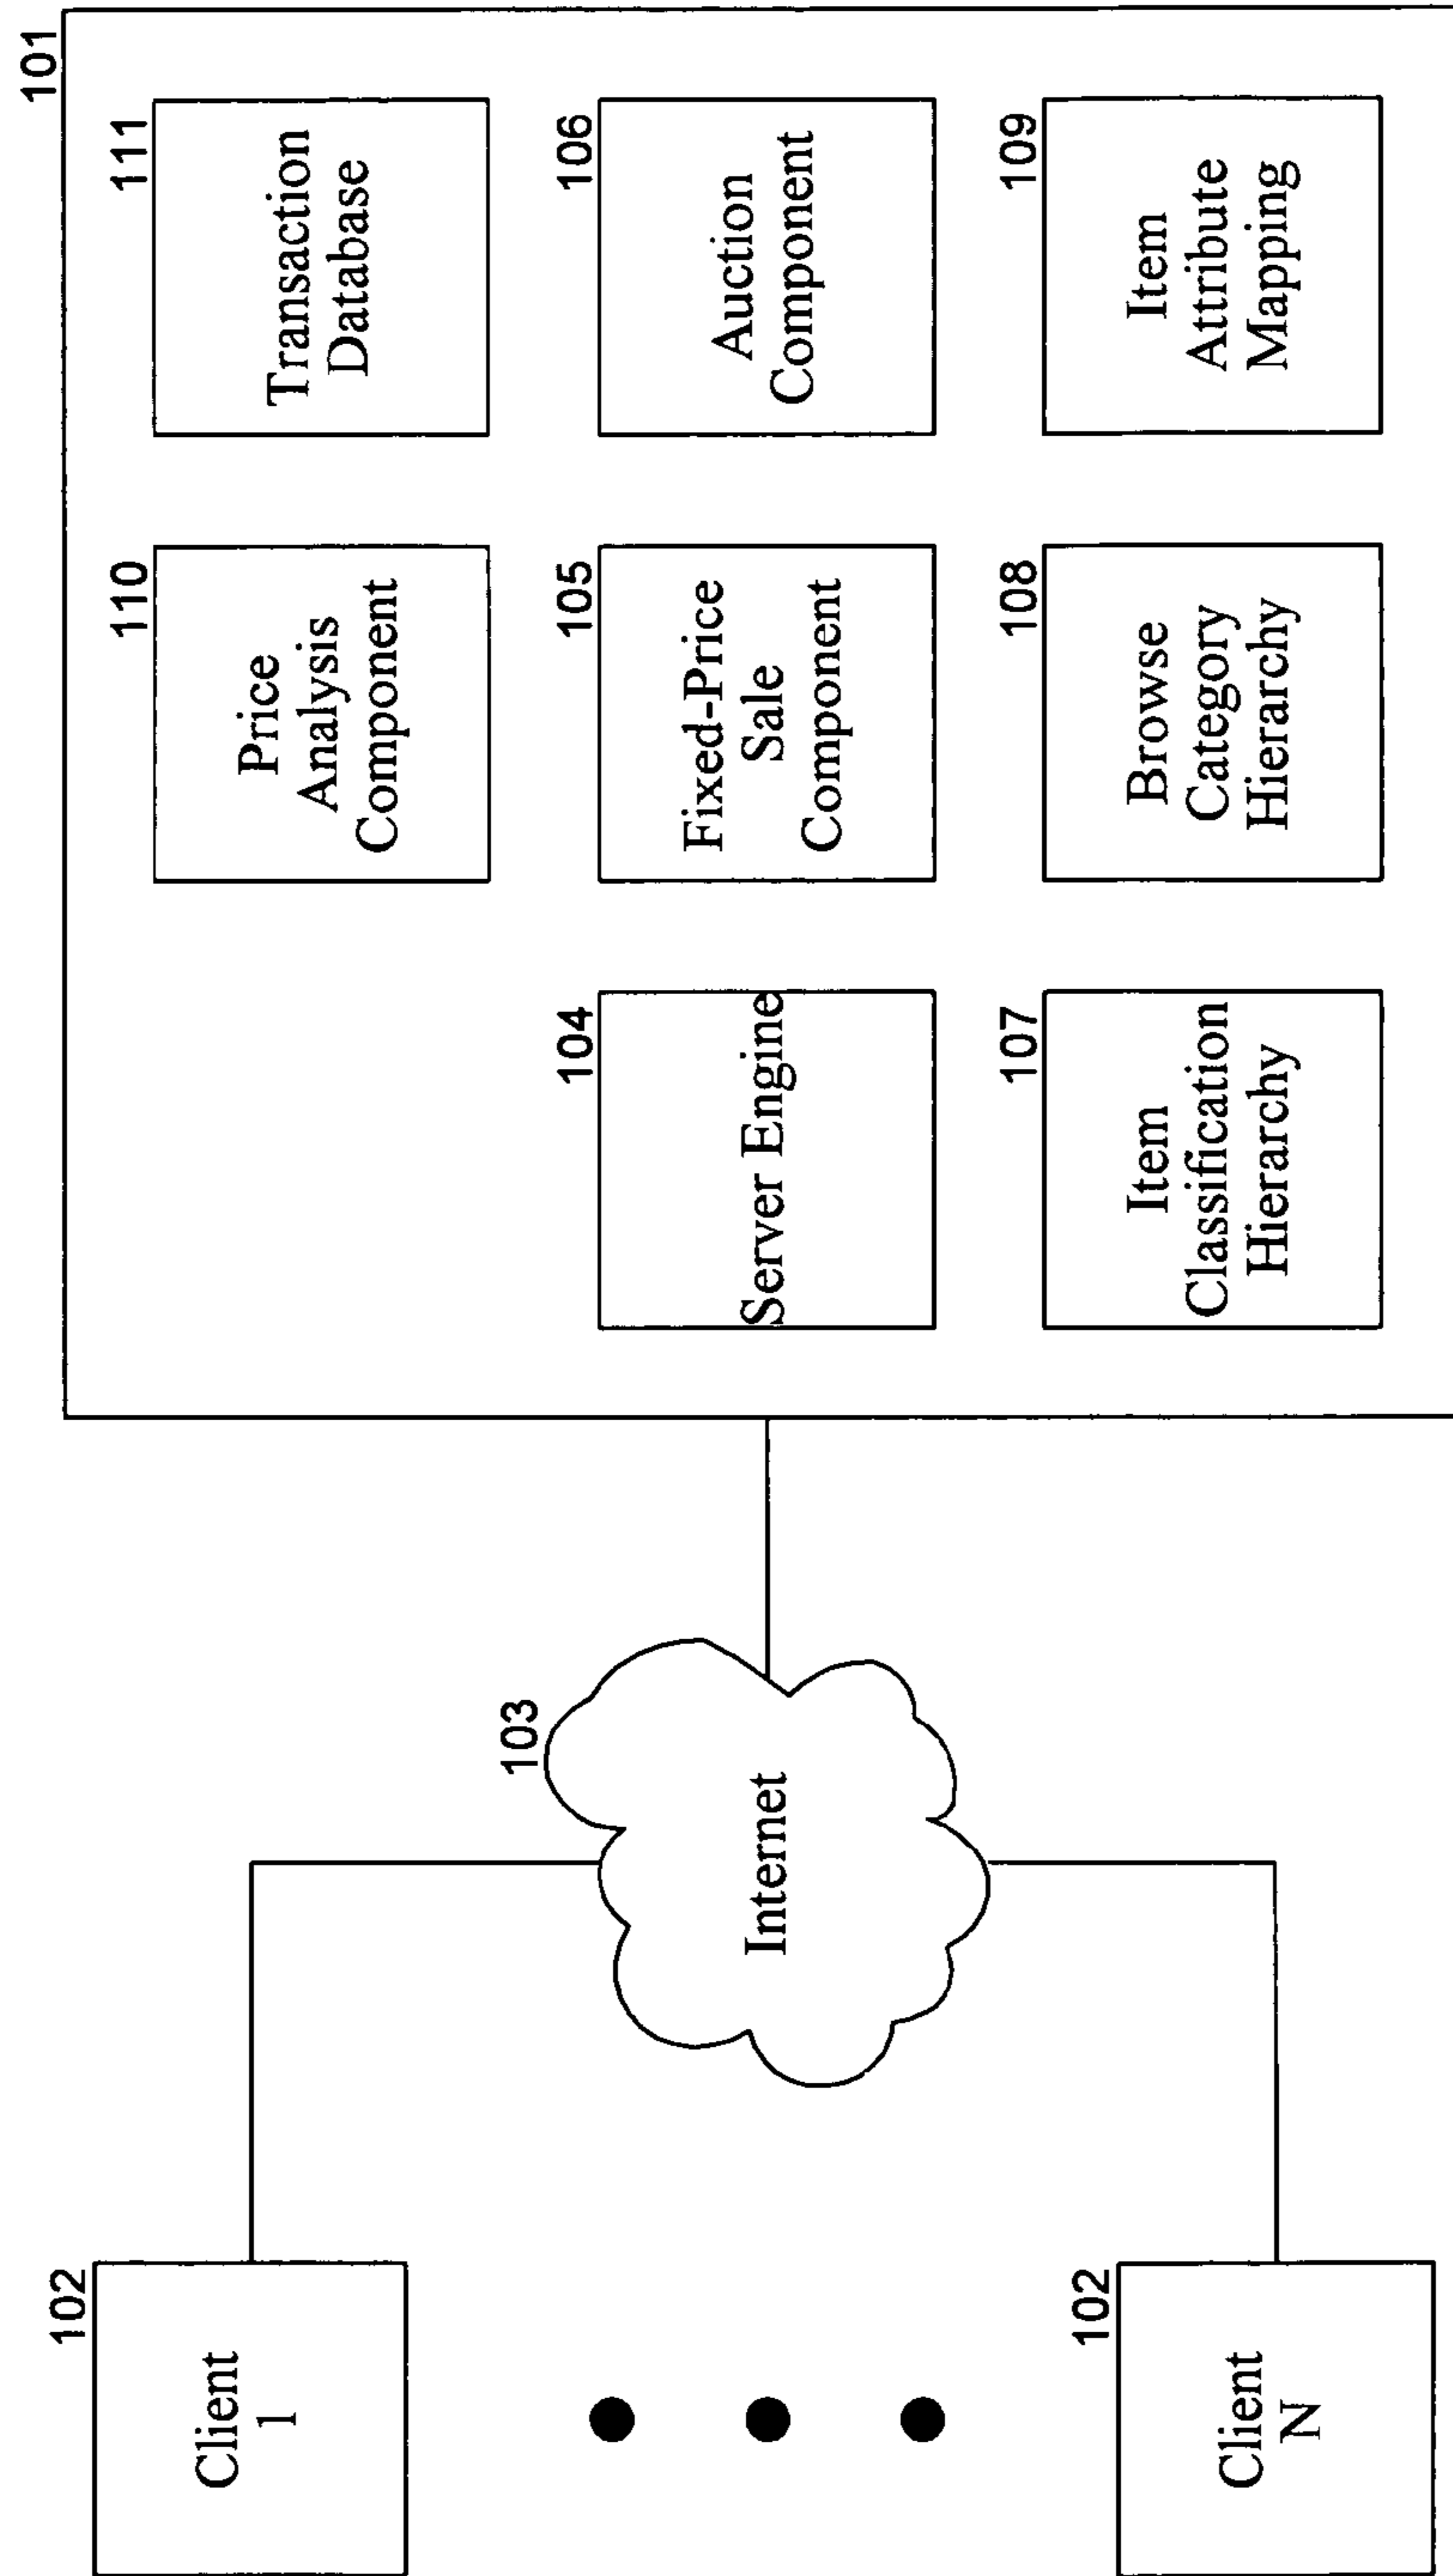 101
110
Price
Analysis
Component
111
Transaction
Database
102
Client
1
103
Internet
104
Server Engine
105
Fixed-Price
Sale
Component
106
Auction
Component
107
Item
Classification
Hierarchy
108
Browse
Category
Hierarchy
109
Item
Attribute
Mapping
102
Client
N